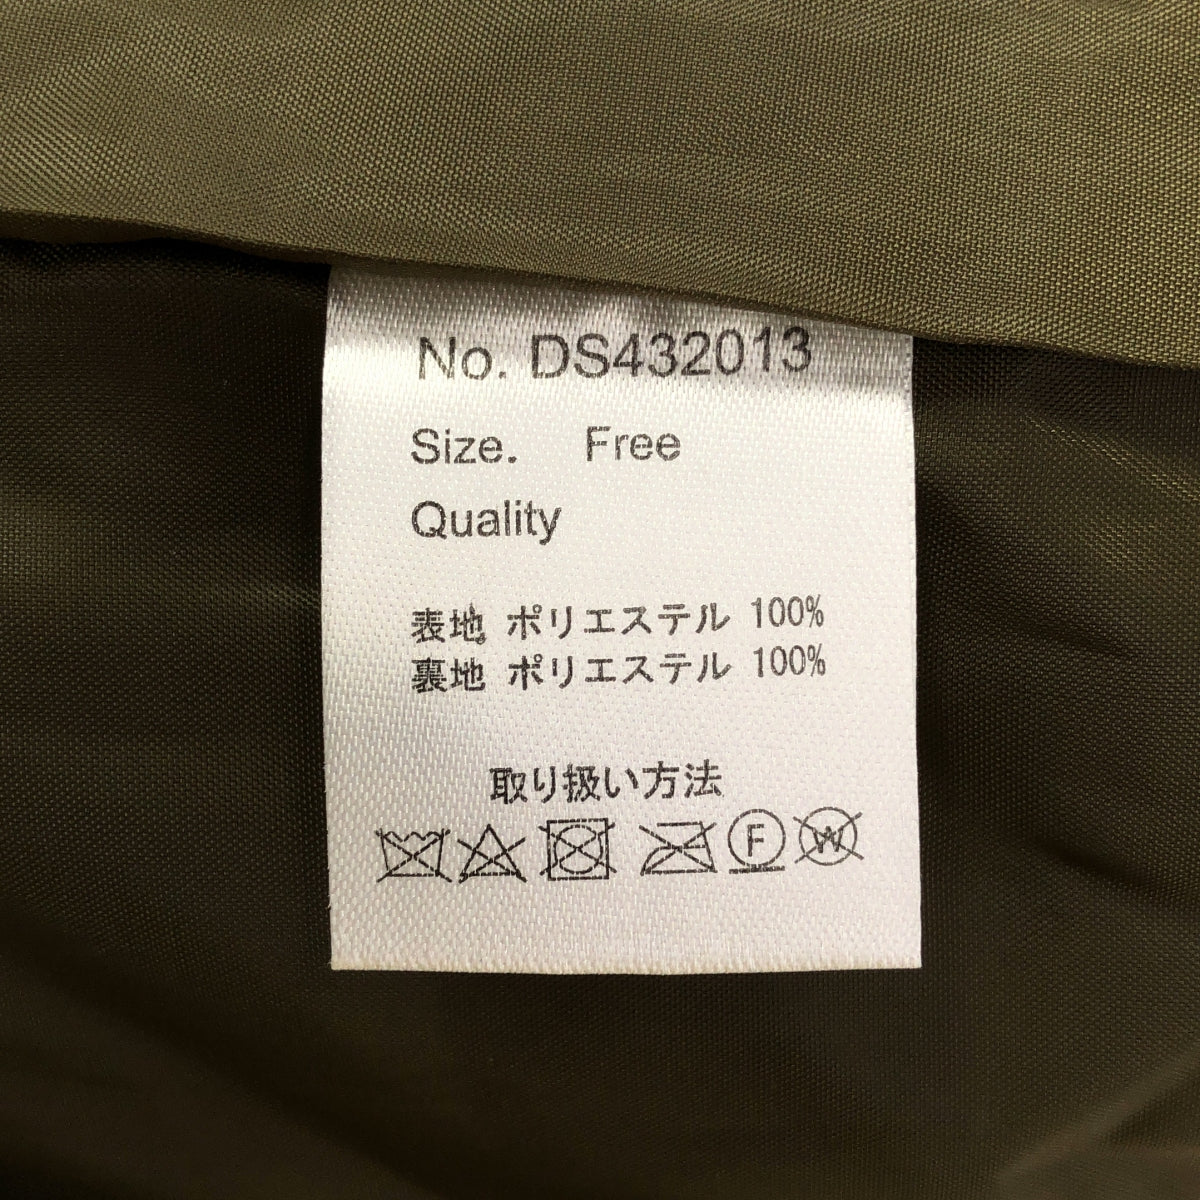 No. DS432013
Size. Free
Quality
表地 ポリエステル 100%
裏地 ポリエステル 100%
取り扱い方法
F W